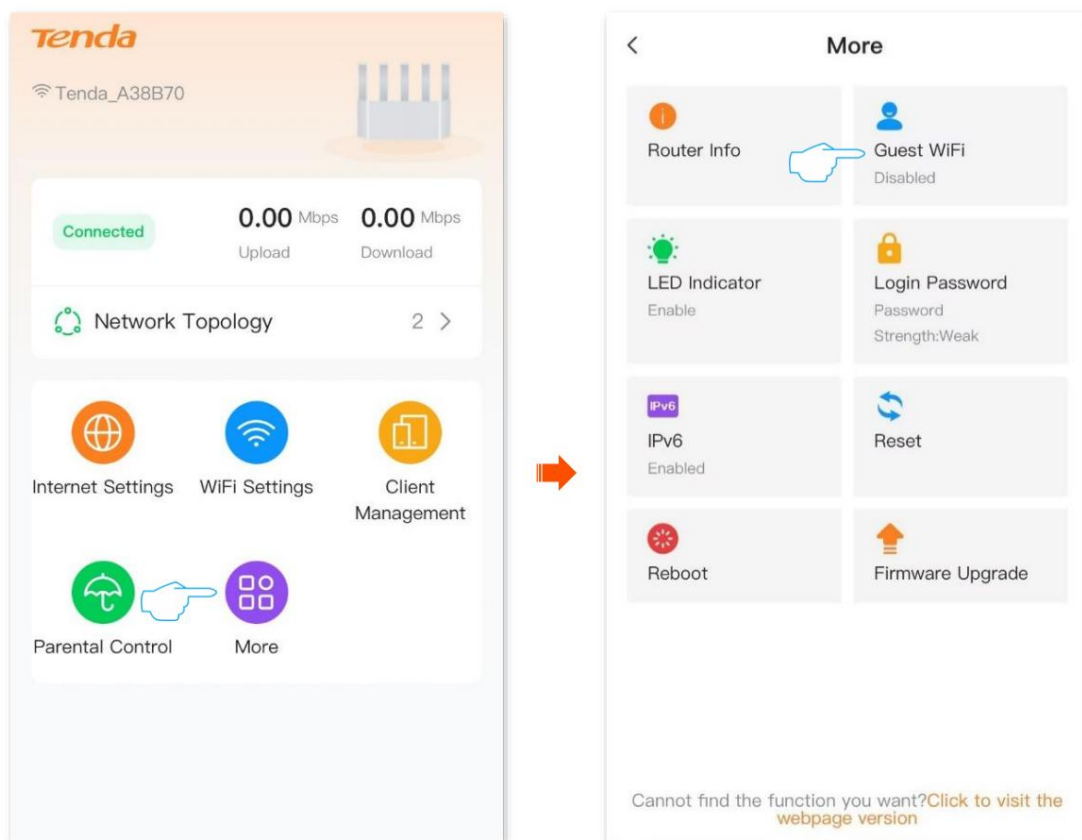 Tenda
Tenda_A38B70
Connected
0.00 Mbps
Upload
0.00 Mbps
Download
Network Topology
2
Internet Settings
WiFi Settings
Client
Management
Parental Control
More
More
Router Info
Guest WiFi
Disabled
LED Indicator
Enable
Login Password
Password
Strength:Weak
IPv6
IPv6
Enabled
Reset
Reboot
Firmware Upgrade
Cannot find the function you want?Click to visit the
webpage version